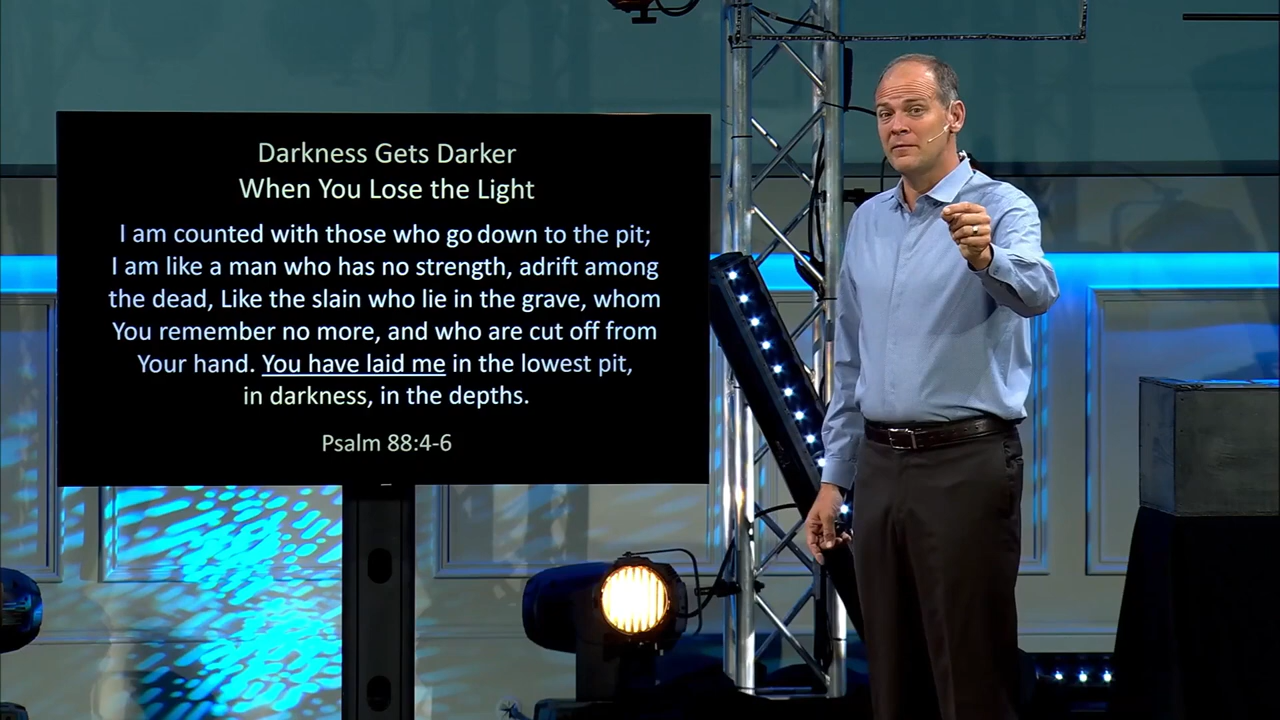 Darkness Gets Darker
When You Lose the Light
I am counted with those who go down to the pit;
I am like a man who has no strength, adrift among
the dead, Like the slain who lie in the grave, whom
You remember no more, and who are cut off from
Your hand. You have laid me in the lowest pit,
in darkness, in the depths.
Psalm 88:4-6